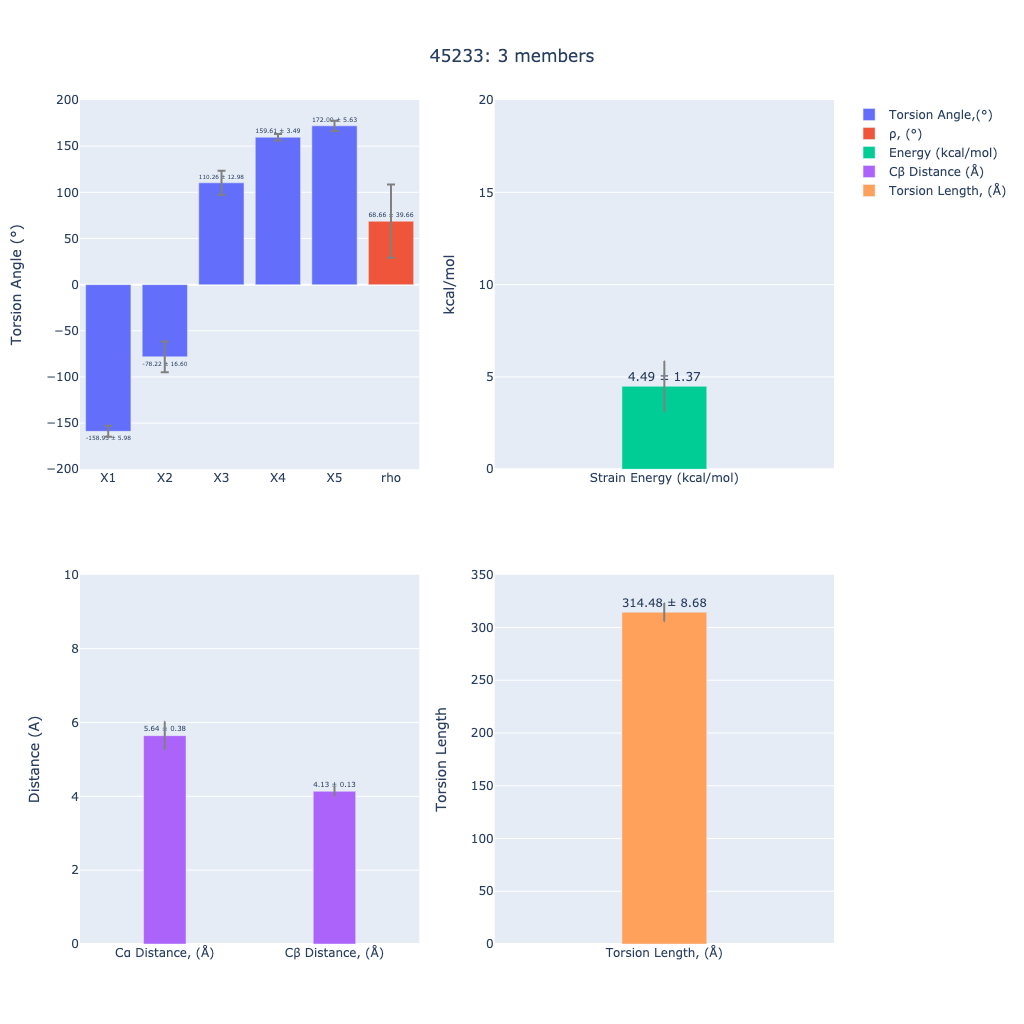 45233: 3 members
Torsion Angle (°)
200
150
100
50
0
−50
−100
−150
−200
-158.95 ± 5.98
-78.22 ± 16.60
110.26 ± 12.98
159.61 ± 3.49
172.00 ± 5.63
68.66 ± 39.66
X1 X2 X3 X4 X5 rho
kcal/mol
20
15
10
5
0
4.49 ± 1.37
Strain Energy (kcal/mol)
Torsion Angle,(°)
ρ, (°)
Energy (kcal/mol)
Cβ Distance (Å)
Torsion Length, (Å)
Distance (A)
10
8
6
4
2
0
5.64 ± 0.38
4.13 ± 0.13
Cα Distance, (Å) Cβ Distance, (Å)
Torsion Length
350
300
250
200
150
100
50
0
314.48 ± 8.68
Torsion Length, (Å)